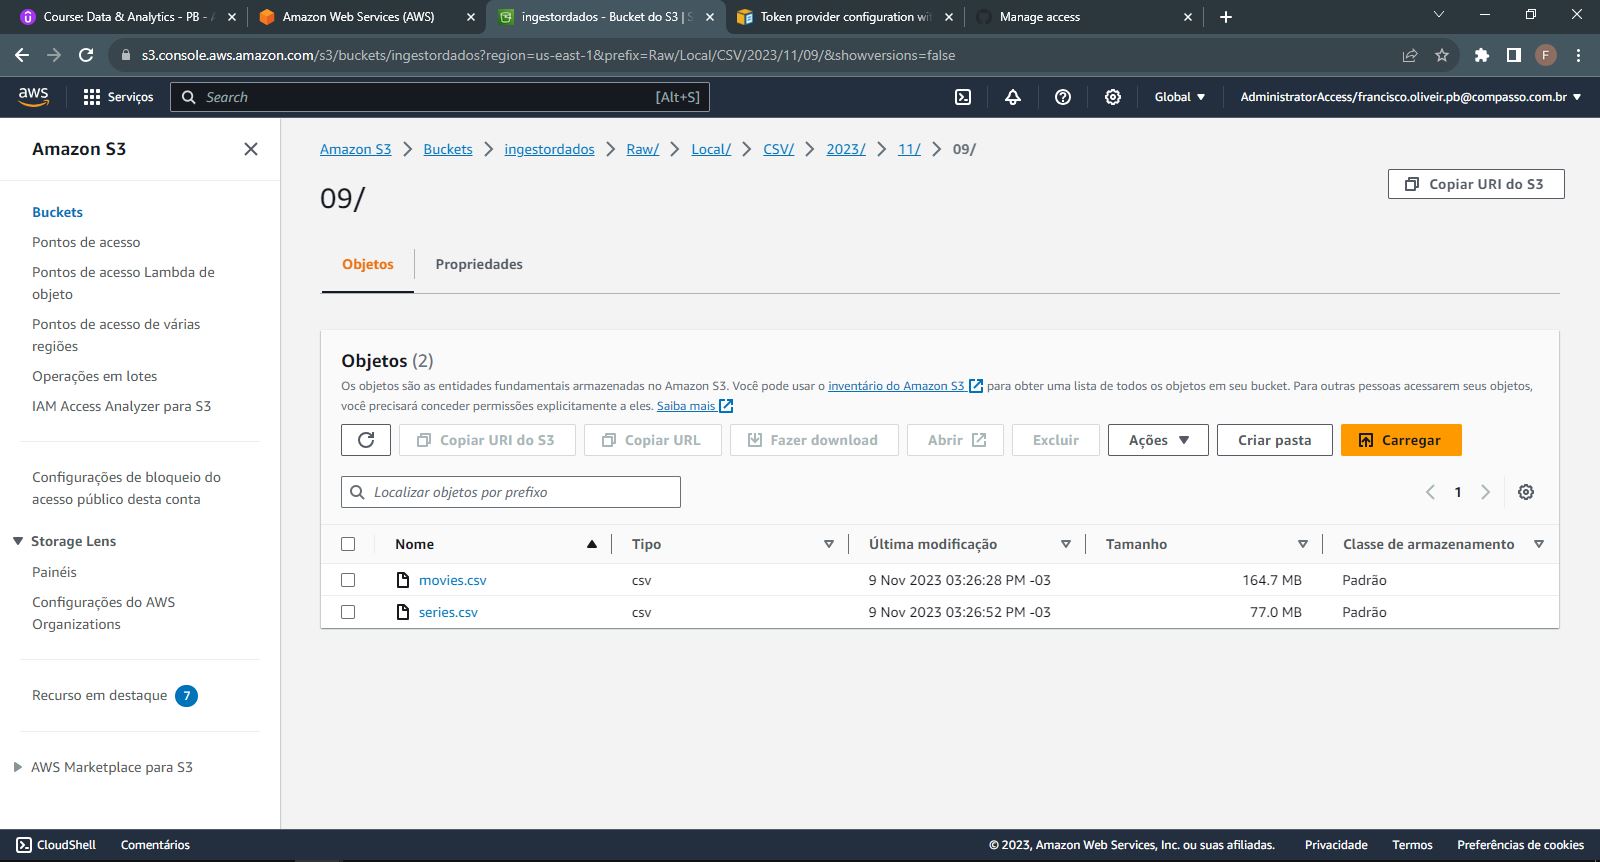 Course: Data & Analytics - PB -
Amazon Web Services (AWS)
ingestordados - Bucket do S3 | S
Token provider configuration wit
Manage access
s3.console.aws.amazon.com/s3/buckets/ingestordados?region=us-east-1&prefix=Raw/Local/CSV/2023/11/09/&showversions=false
F
aws
Serviços
Search
[Alt+S]
Global
AdministratorAccess/francisco.oliveir.pb@compasso.com.br
Amazon S3
Buckets
Pontos de acesso
Pontos de acesso Lambda de
objeto
Pontos de acesso de várias
regiões
Operações em lotes
IAM Access Analyzer para S3
Configurações de bloqueio do
acesso público desta conta
Storage Lens
Painéis
Configurações do AWS
Organizations
Recurso em destaque 7
AWS Marketplace para S3
Amazon S3 > Buckets > ingestordados > Raw/ > Local/ > CSV/ > 2023/ > 11/ > 09/
09/
Copiar URI do S3
Objetos
Propriedades
Objetos (2)
Os objetos são as entidades fundamentais armazenadas no Amazon S3. Você pode usar o inventário do Amazon S3 para obter uma lista de todos os objetos em seu bucket. Para outras pessoas acessarem seus objetos,
você precisará conceder permissões explicitamente a eles. Saiba mais
Copiar URI do S3
Copiar URL
Fazer download
Abrir
Excluir
Ações
Criar pasta
Carregar
Localizar objetos por prefixo
1
Nome Tipo Última modificação Tamanho Classe de armazenamento
movies.csv csv 9 Nov 2023 03:26:28 PM -03 164.7 MB Padrão
series.csv csv 9 Nov 2023 03:26:52 PM -03 77.0 MB Padrão
CloudShell
Comentários
© 2023, Amazon Web Services, Inc. ou suas afiliadas.
Privacidade
Termos
Preferências de cookies